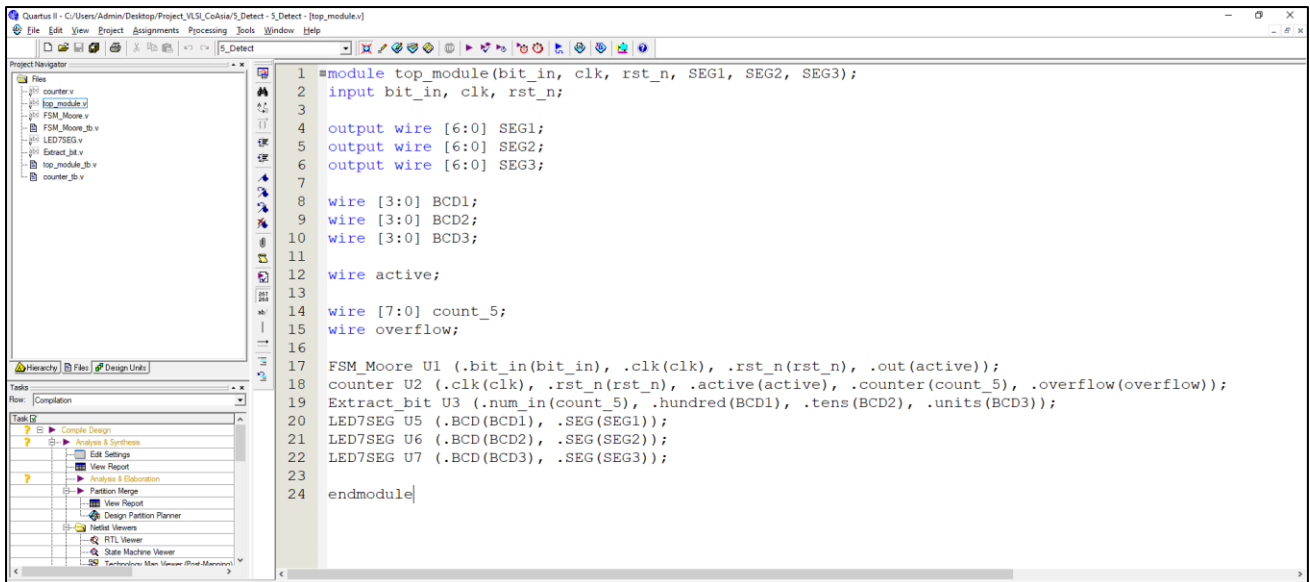 Quartus II - C:/Users/Admin/Desktop/Project_VLSI_CoAsia/5_Detect - 5_Detect - [top_module.v]
File Edit View Project Assignments Processing Tools Window Help
5_Detect
Project Navigator
Files
counter.v
top_module.v
FSM_Moore.v
FSM_Moore_tb.v
LED7SEG.v
Extract_bit.v
top_module_tb.v
counter_tb.v
Hierarchy Files Design Units
Tasks
Flow: Compilation
Task
Compile Design
Analysis & Synthesis
Edit Settings
View Report
Analysis & Elaboration
Partition Merge
View Report
Design Partition Planner
Netlist Viewers
RTL Viewer
State Machine Viewer
Technology Map Viewer (Post-Mapping)
267
268
ab/
1 module top_module(bit_in, clk, rst_n, SEG1, SEG2, SEG3);
2 input bit_in, clk, rst_n;
3
4 output wire [6:0] SEG1;
5 output wire [6:0] SEG2;
6 output wire [6:0] SEG3;
7
8 wire [3:0] BCD1;
9 wire [3:0] BCD2;
10 wire [3:0] BCD3;
11
12 wire active;
13
14 wire [7:0] count_5;
15 wire overflow;
16
17 FSM_Moore U1 (.bit_in(bit_in), .clk(clk), .rst_n(rst_n), .out(active));
18 counter U2 (.clk(clk), .rst_n(rst_n), .active(active), .counter(count_5), .overflow(overflow));
19 Extract_bit U3 (.num_in(count_5), .hundred(BCD1), .tens(BCD2), .units(BCD3));
20 LED7SEG U5 (.BCD(BCD1), .SEG(SEG1));
21 LED7SEG U6 (.BCD(BCD2), .SEG(SEG2));
22 LED7SEG U7 (.BCD(BCD3), .SEG(SEG3));
23
24 endmodule